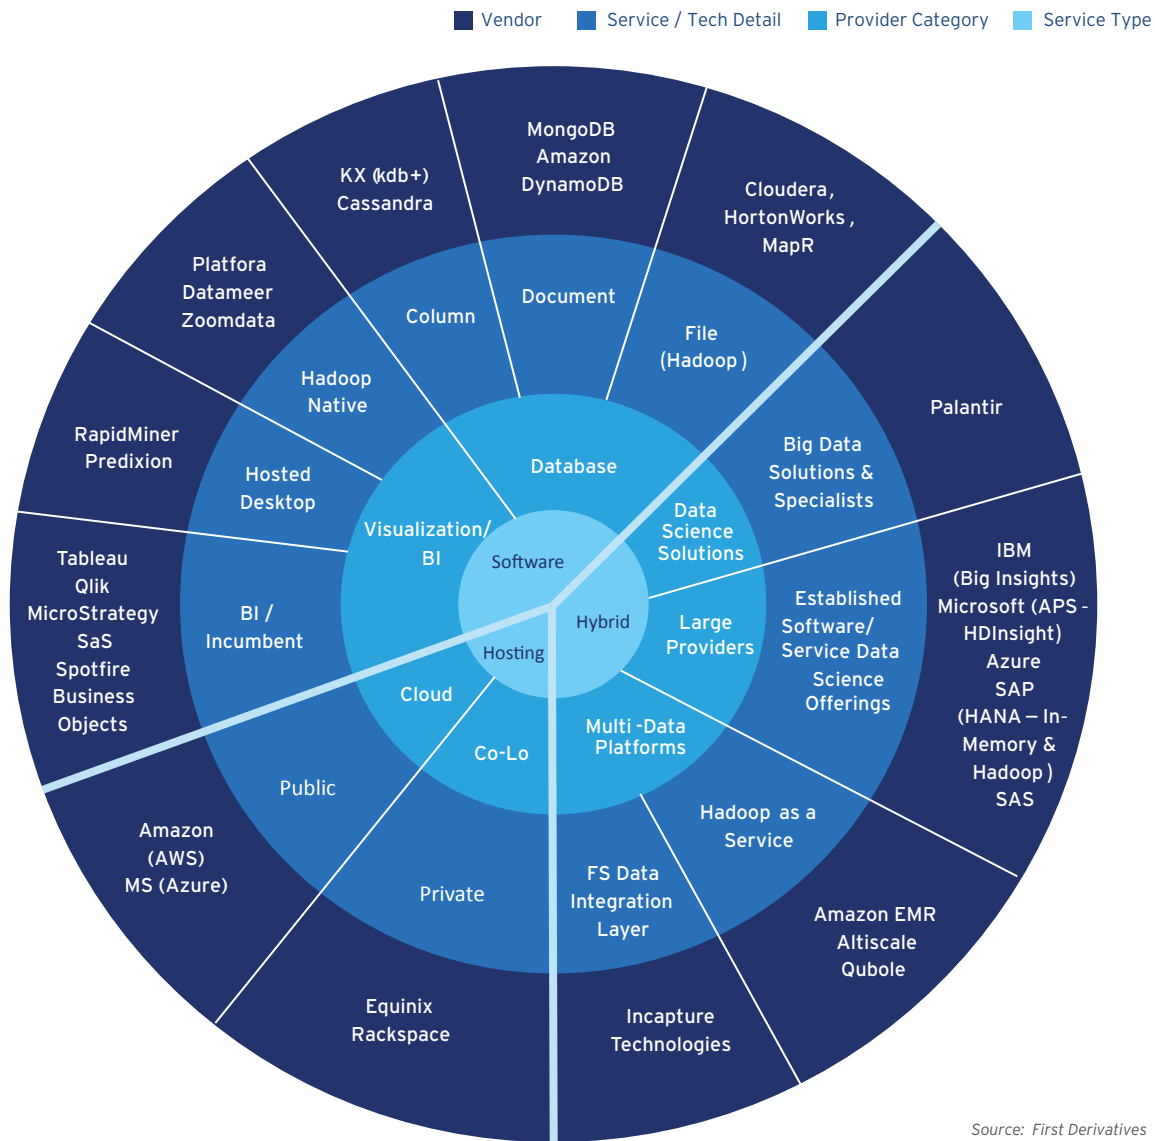 Vendor
Service / Tech Detail
Provider Category
Service Type
MongoDB
Amazon
DynamoDB
KX (kdb+)
Cassandra
Cloudera,
HortonWorks ,
MapR
Platfora
Datameer
Zoomdata
Document
Column
File
(Hadoop )
Hadoop
Native
Palantir
RapidMiner
Predixion
Hosted
Desktop
Database
Big Data
Solutions &
Specialists
Data
Science
Solutions
Visualization/
BI
Software
Tableau
Qlik
MicroStrategy
SaS
Spotfire
Business
Objects
BI /
Incumbent
Hybrid
Hosting
Large
Providers
Established
Software/
Service Data
Science
Offerings
IBM
(Big Insights)
Microsoft (APS -
HDInsight)
Azure
SAP
(HANA – In-
Memory &
Hadoop )
SAS
Cloud
Co-Lo
Multi -Data
Platforms
Public
Private
Hadoop as a
Service
FS Data
Integration
Layer
Amazon
(AWS)
MS (Azure)
Amazon EMR
Altiscale
Qubole
Equinix
Rackspace
Incapture
Technologies
Source: First Derivatives